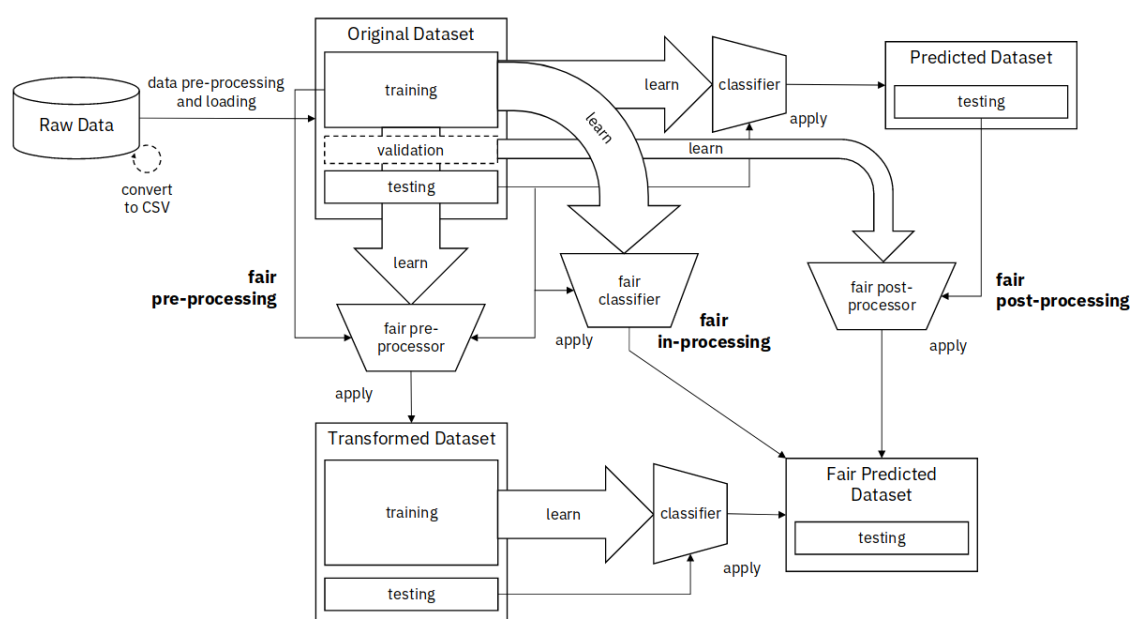 Original Dataset
Predicted Dataset
data pre-processing
and loading
training
learn
classifier
testing
Raw Data
apply
learn
validation
learn
testing
convert
to CSV
learn
fair
pre-processing
fair
classifier
fair post-
processor
fair
post-processing
fair pre-
processor
apply
fair
in-processing
apply
apply
Transformed Dataset
Fair Predicted
Dataset
training
learn
classifier
testing
apply
testing